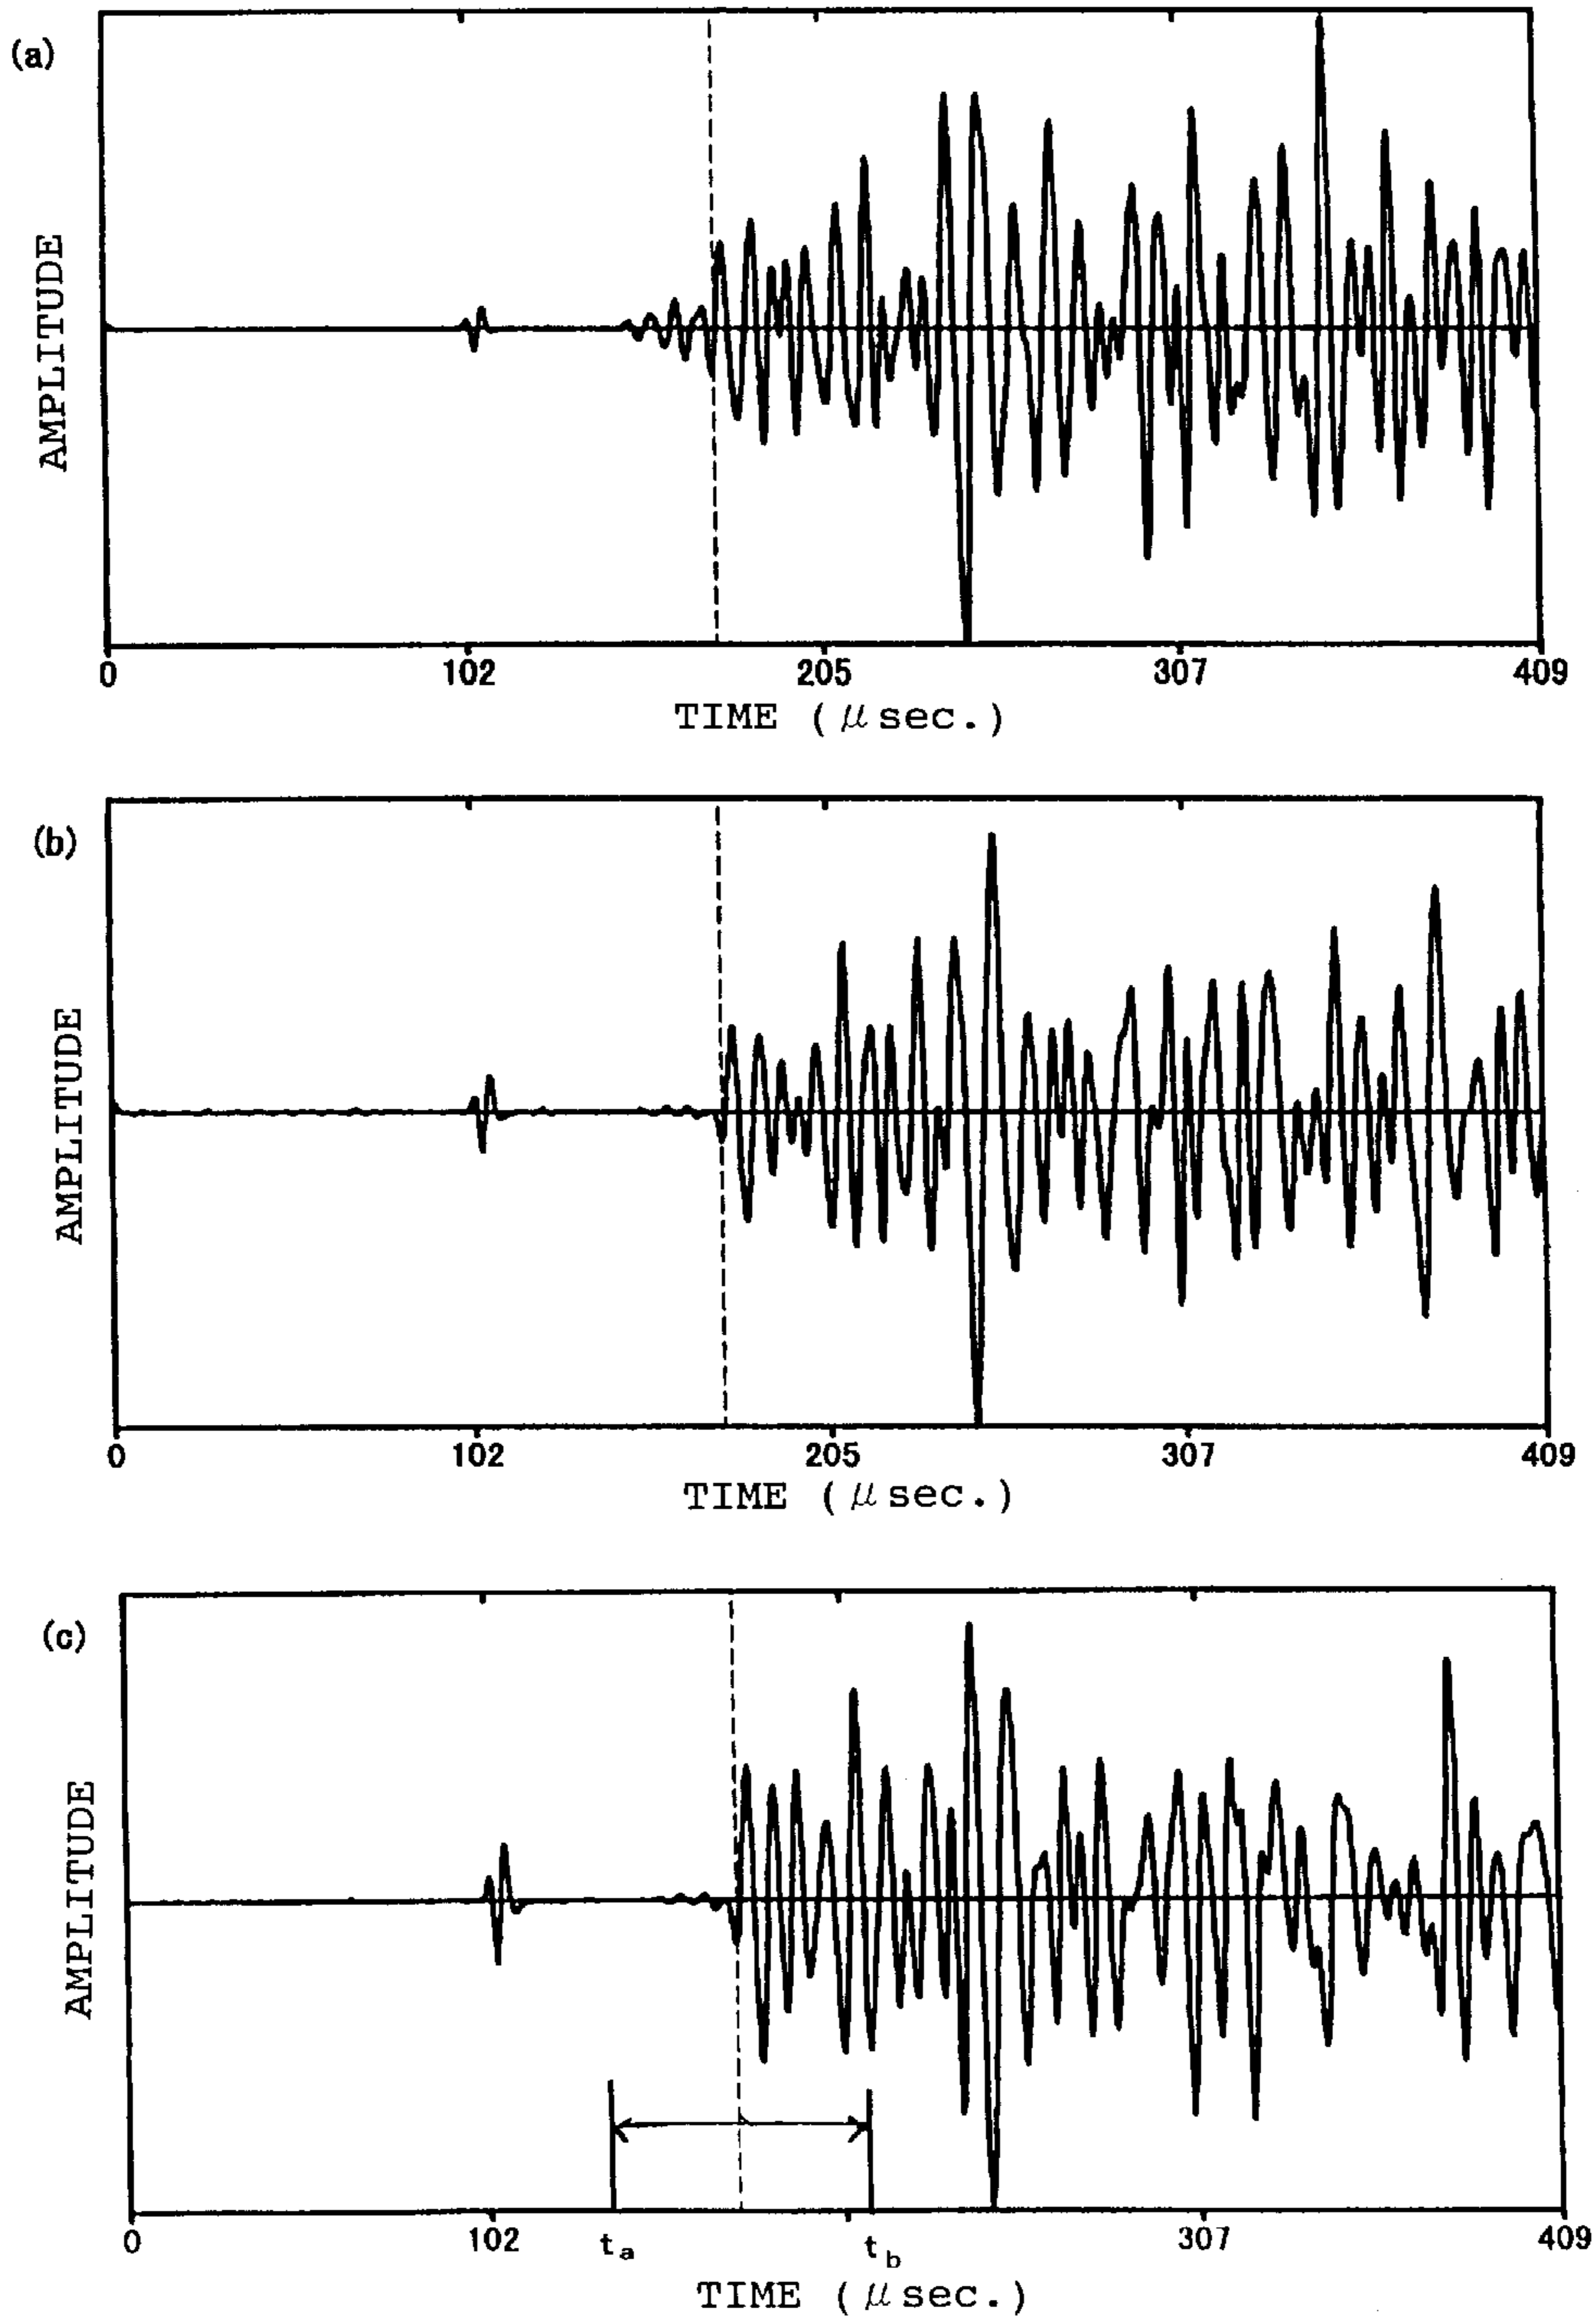 (a)
AMPLITUDE
0 102 205 307 409
TIME (μsec.)
(b)
AMPLITUDE
0 102 205 307 409
TIME (μsec.)
(c)
AMPLITUDE
0 102 ta tb 307 409
TIME (μsec.)